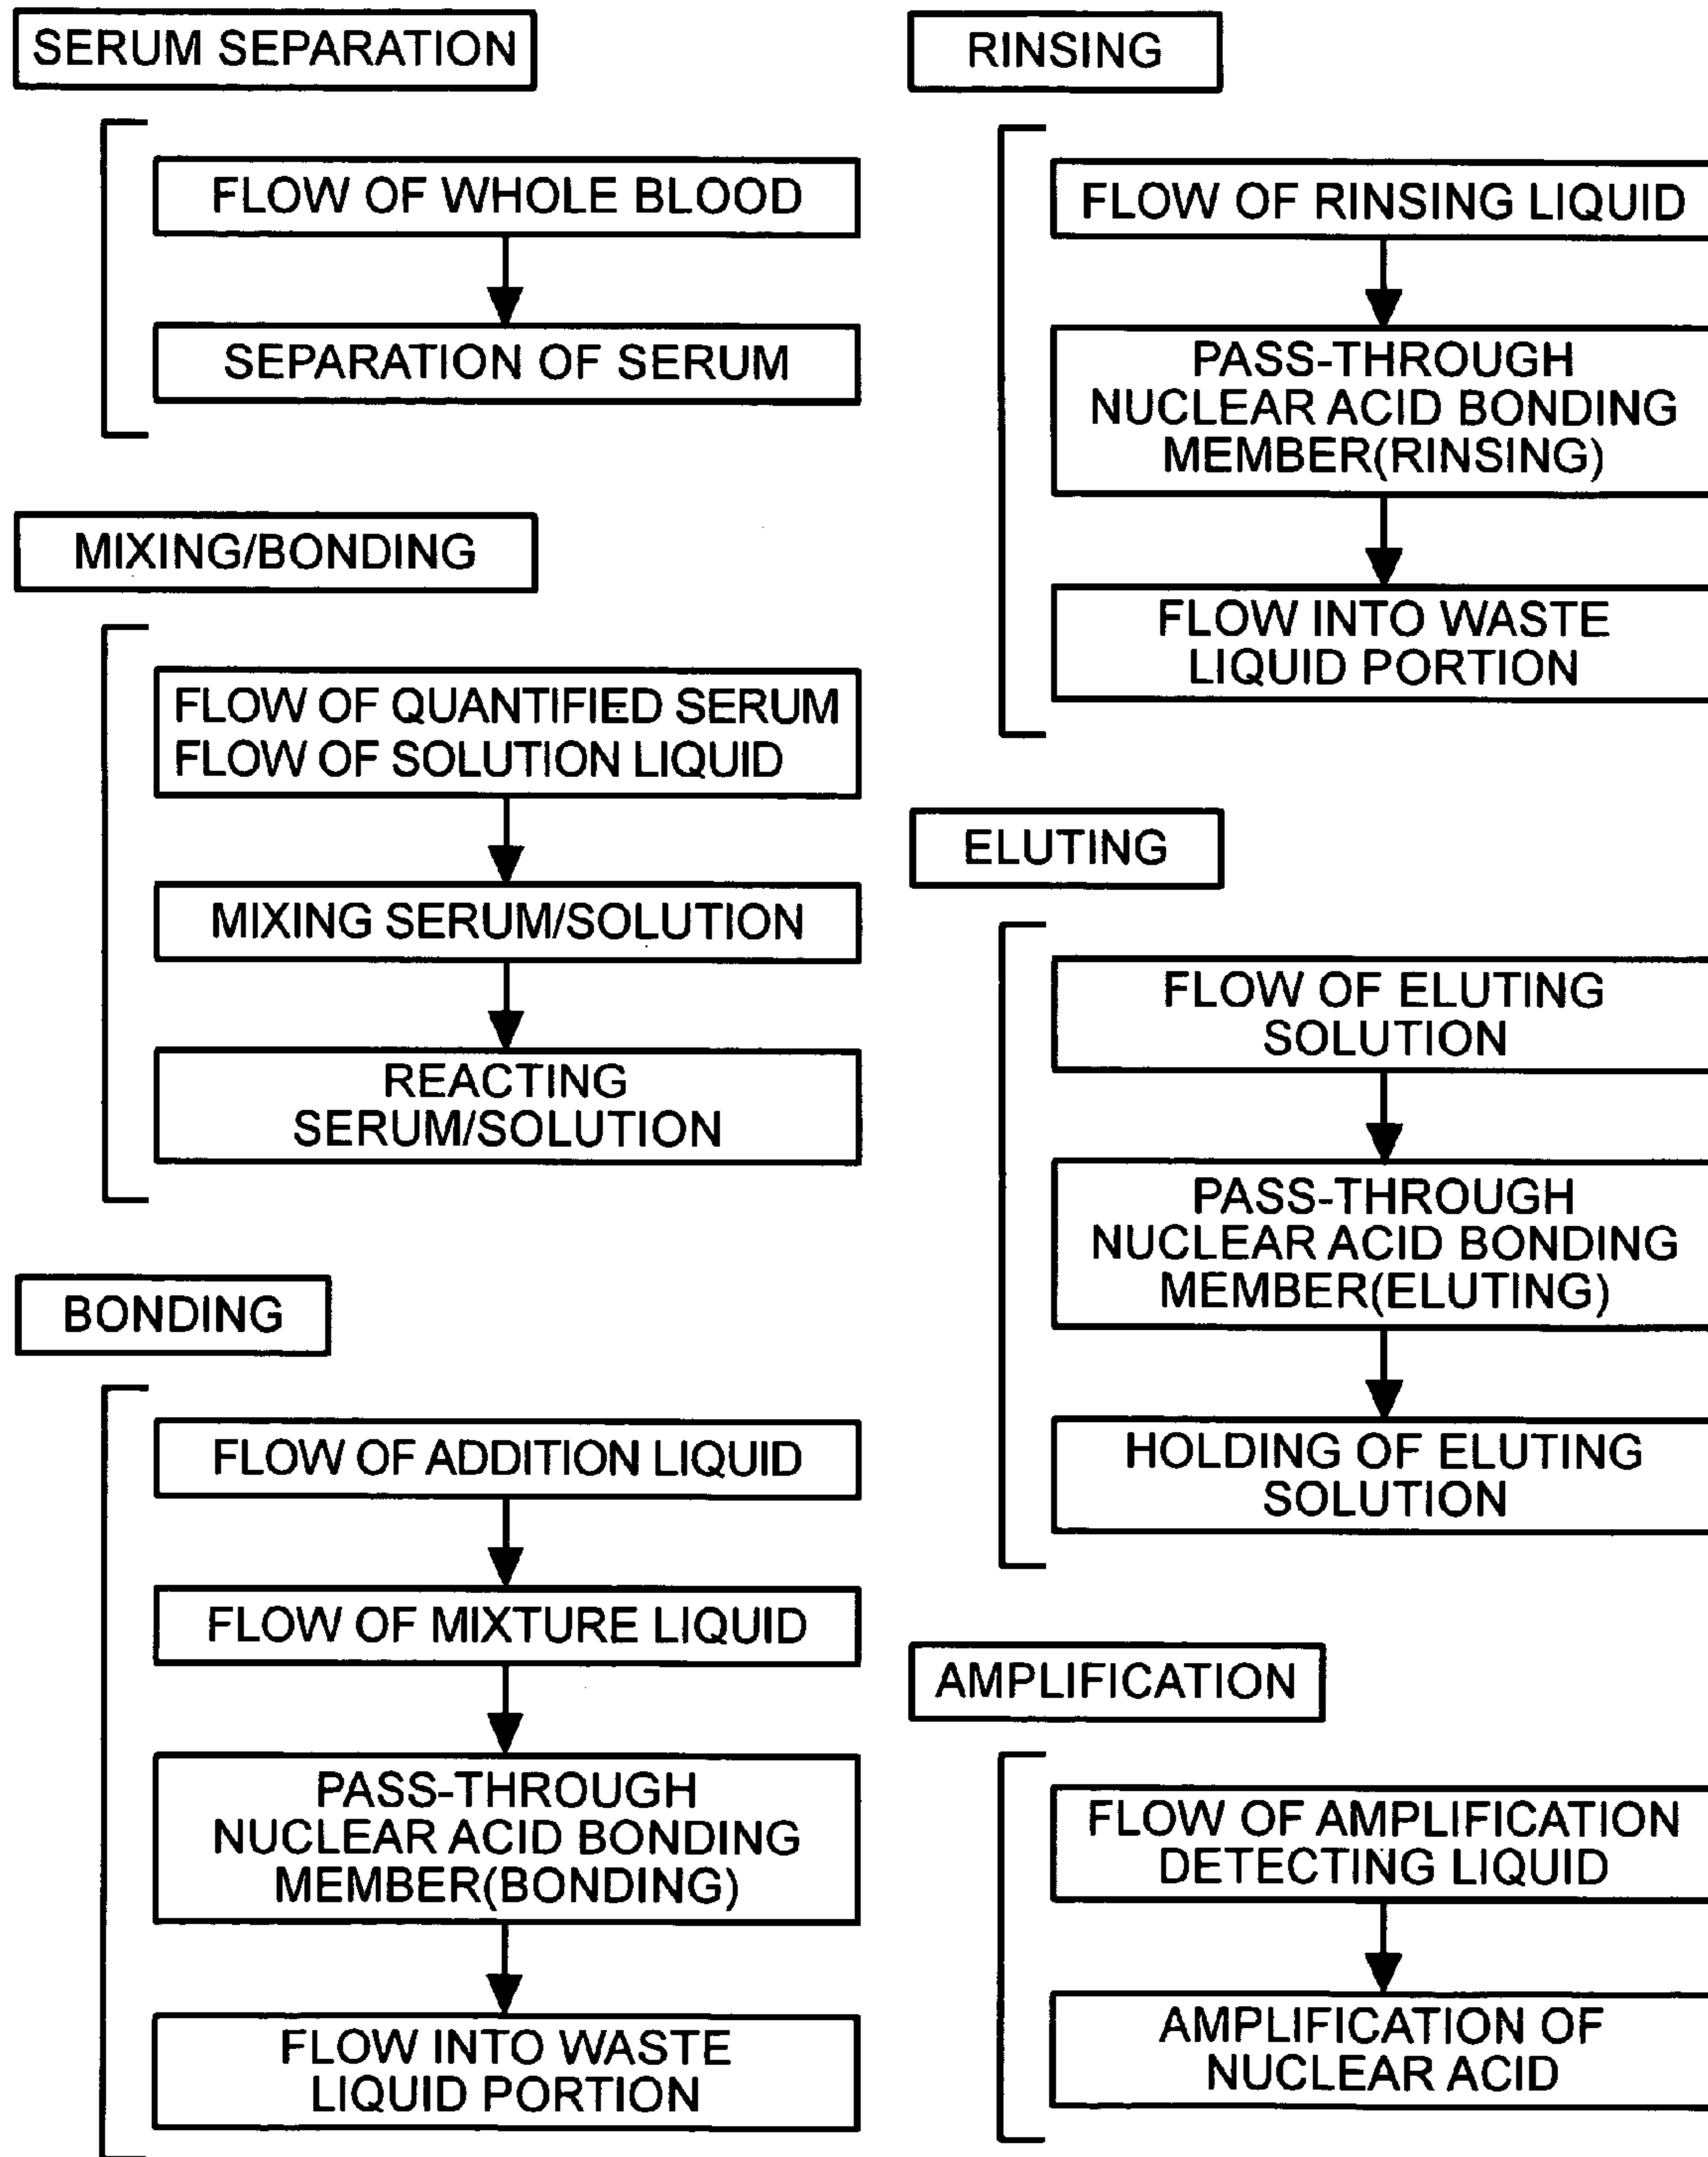 SERUM SEPARATION
FLOW OF WHOLE BLOOD
SEPARATION OF SERUM
MIXING/BONDING
FLOW OF QUANTIFIED SERUM
FLOW OF SOLUTION LIQUID
MIXING SERUM/SOLUTION
REACTING
SERUM/SOLUTION
BONDING
FLOW OF ADDITION LIQUID
FLOW OF MIXTURE LIQUID
PASS-THROUGH
NUCLEAR ACID BONDING
MEMBER(BONDING)
FLOW INTO WASTE
LIQUID PORTION
RINSING
FLOW OF RINSING LIQUID
PASS-THROUGH
NUCLEAR ACID BONDING
MEMBER(RINSING)
FLOW INTO WASTE
LIQUID PORTION
ELUTING
FLOW OF ELUTING
SOLUTION
PASS-THROUGH
NUCLEAR ACID BONDING
MEMBER(ELUTING)
HOLDING OF ELUTING
SOLUTION
AMPLIFICATION
FLOW OF AMPLIFICATION
DETECTING LIQUID
AMPLIFICATION OF
NUCLEAR ACID